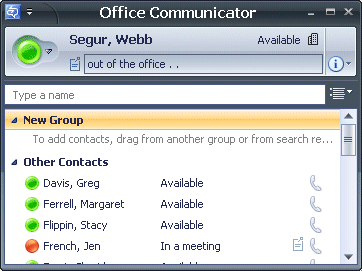 Office Communicator
Segur, Webb Available
out of the office . .
Type a name
New Group
To add contacts, drag from another group or from search re...
Other Contacts
Davis, Greg Available
Ferrell, Margaret Available
Flippin, Stacy Available
French, Jen In a meeting